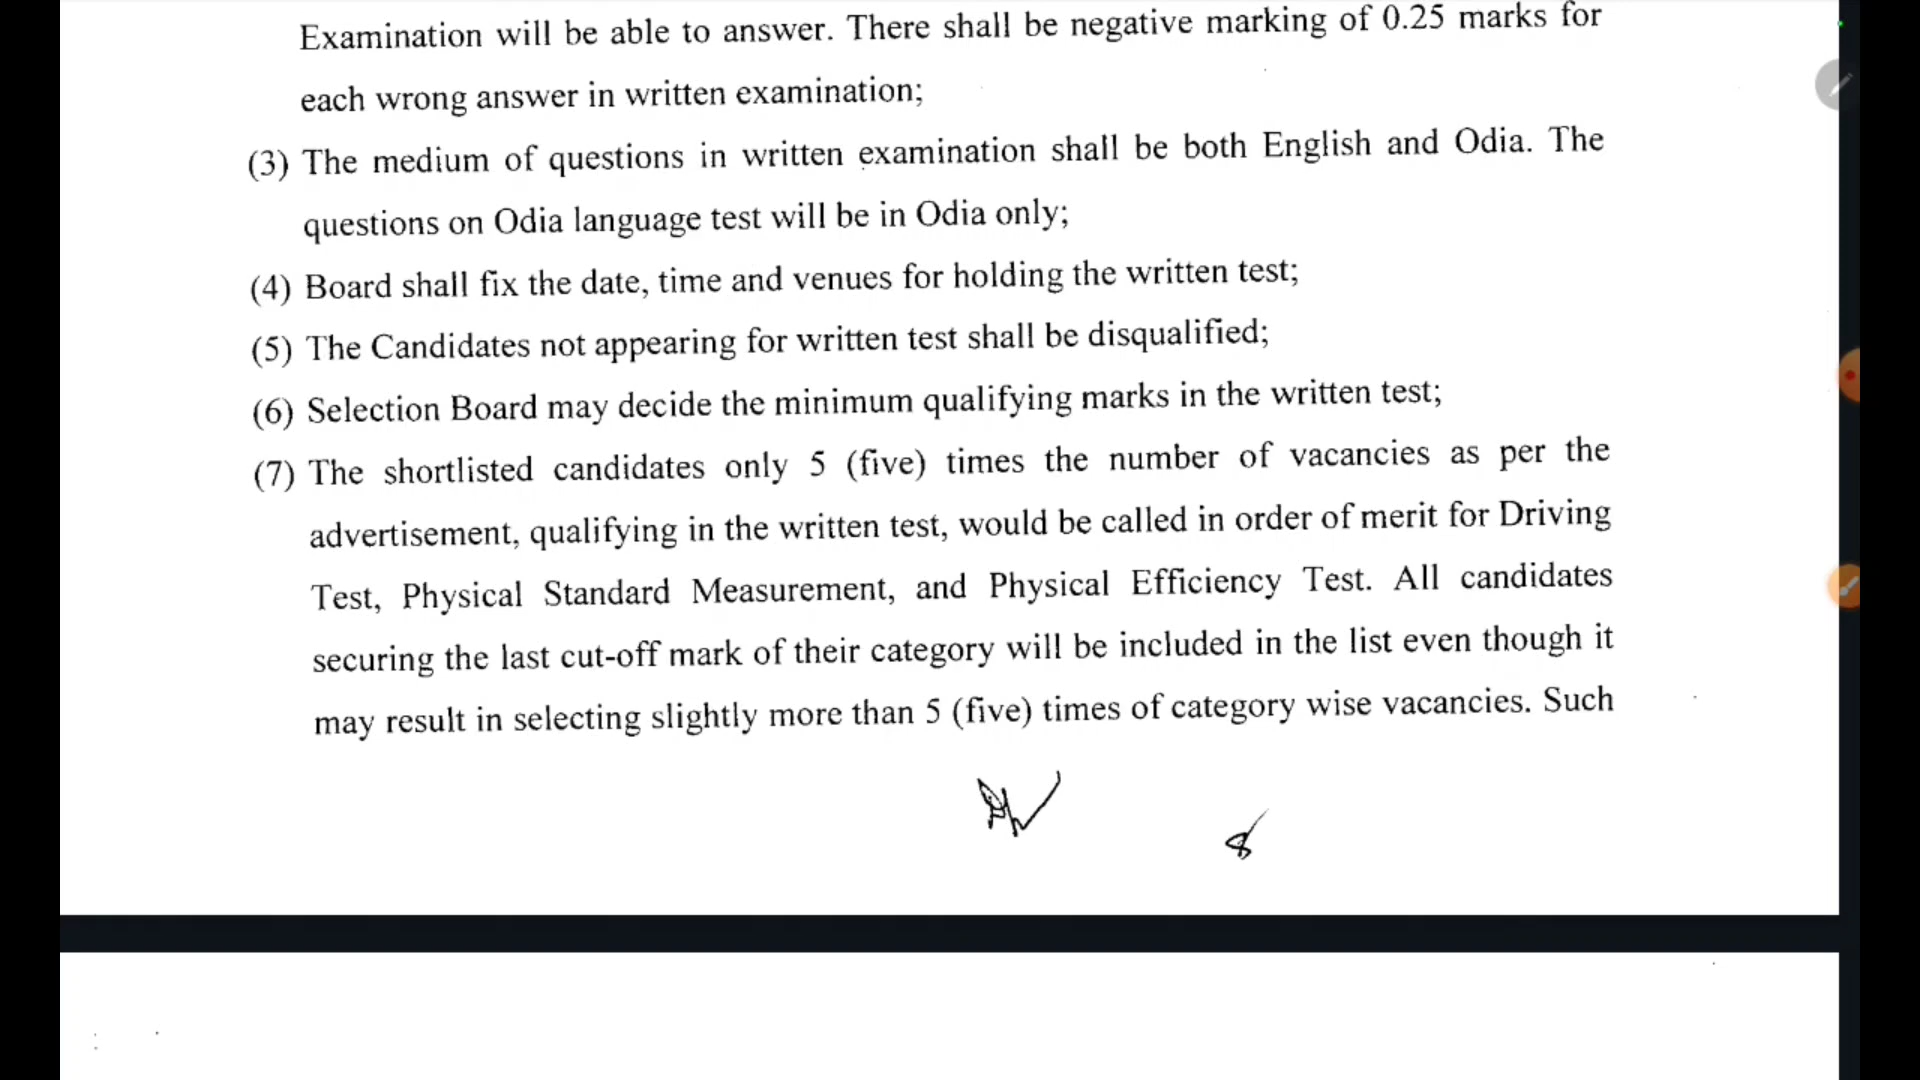 Examination will be able to answer. There shall be negative marking of 0.25 marks for
each wrong answer in written examination;
(3) The medium of questions in written examination shall be both English and Odia. The
questions on Odia language test will be in Odia only;
(4) Board shall fix the date, time and venues for holding the written test;
(5) The Candidates not appearing for written test shall be disqualified;
(6) Selection Board may decide the minimum qualifying marks in the written test;
(7) The shortlisted candidates only 5 (five) times the number of vacancies as per the
advertisement, qualifying in the written test, would be called in order of merit for Driving
Test, Physical Standard Measurement, and Physical Efficiency Test. All candidates
securing the last cut-off mark of their category will be included in the list even though it
may result in selecting slightly more than 5 (five) times of category wise vacancies. Such